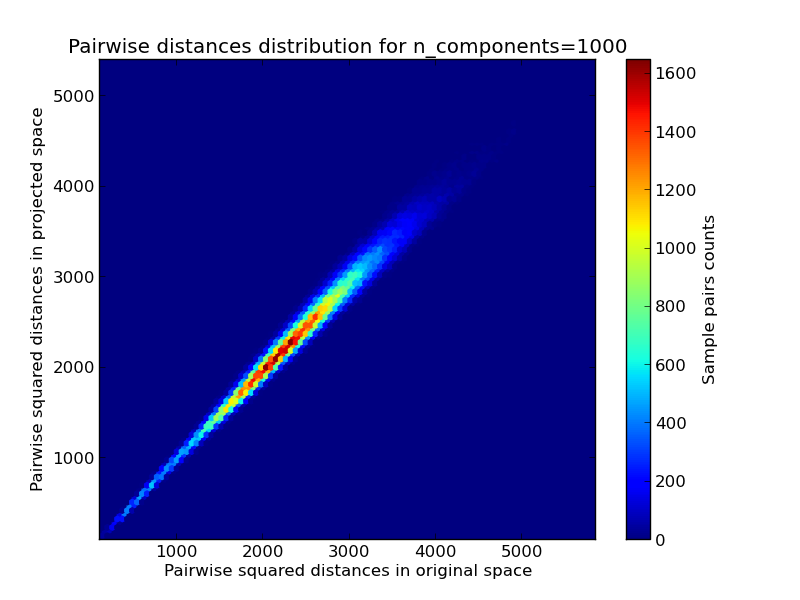 Pairwise distances distribution for n_components=1000
Pairwise squared distances in projected space
5000
4000
3000
2000
1000
1000 2000 3000 4000 5000
Pairwise squared distances in original space
1600
1400
1200
1000
800
600
400
200
0
Sample pairs counts